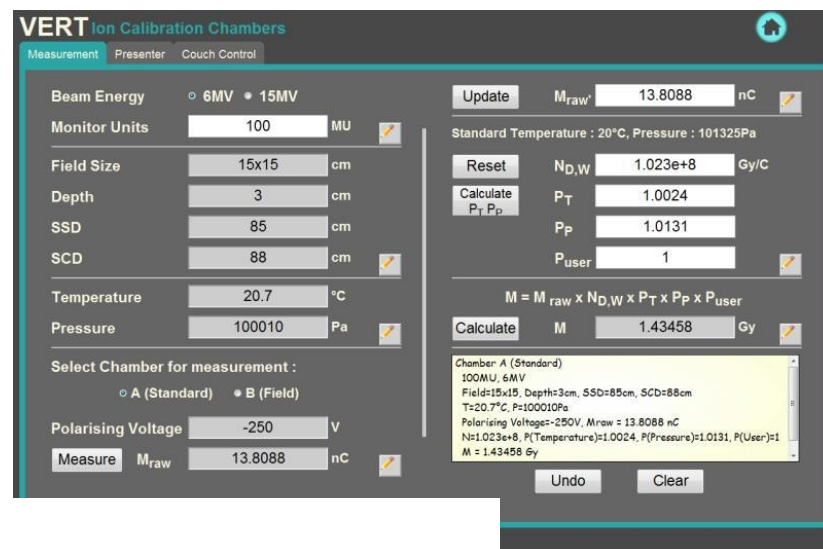 VERT Ion Calibration Chambers
Measurement Presenter Couch Control
Beam Energy 6MV 15MV
Monitor Units 100 MU
Field Size 15x15 cm
Depth 3 cm
SSD 85 cm
SCD 88 cm
Temperature 20.7 °C
Pressure 100010 Pa
Select Chamber for measurement :
A (Standard) B (Field)
Polarising Voltage -250 V
Measure Mraw 13.8088 nC
Update Mraw' 13.8088 nC
Standard Temperature : 20°C, Pressure : 101325Pa
Reset ND,W 1.023e+8 Gy/C
Calculate PT PP
PT 1.0024
PP 1.0131
Puser 1
M = M raw x ND,W x PT x PP x Puser
Calculate M 1.43458 Gy
Chamber A (Standard)
100MU, 6MV
Field=15x15, Depth=3cm, SSD=85cm, SCD=88cm
T=20.7°C, P=100010Pa
Polarising Voltage=-250V, Mraw = 13.8088 nC
N=1.023e+8, P(Temperature)=1.0024, P(Pressure)=1.0131, P(User)=1
M = 1.43458 Gy
Undo Clear